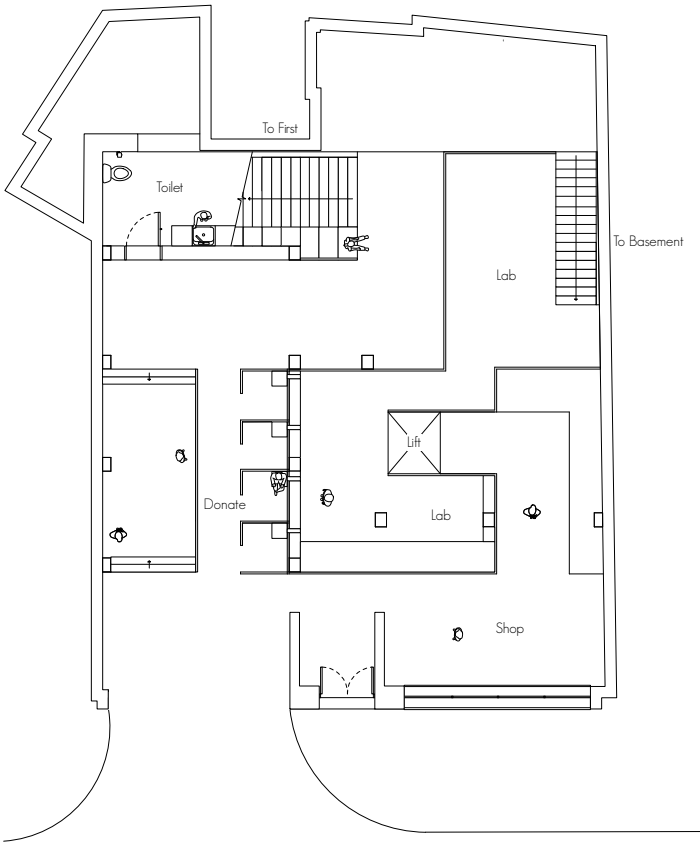 To First
Toilet
To Basement
Lab
Lift
Donate
Lab
Shop